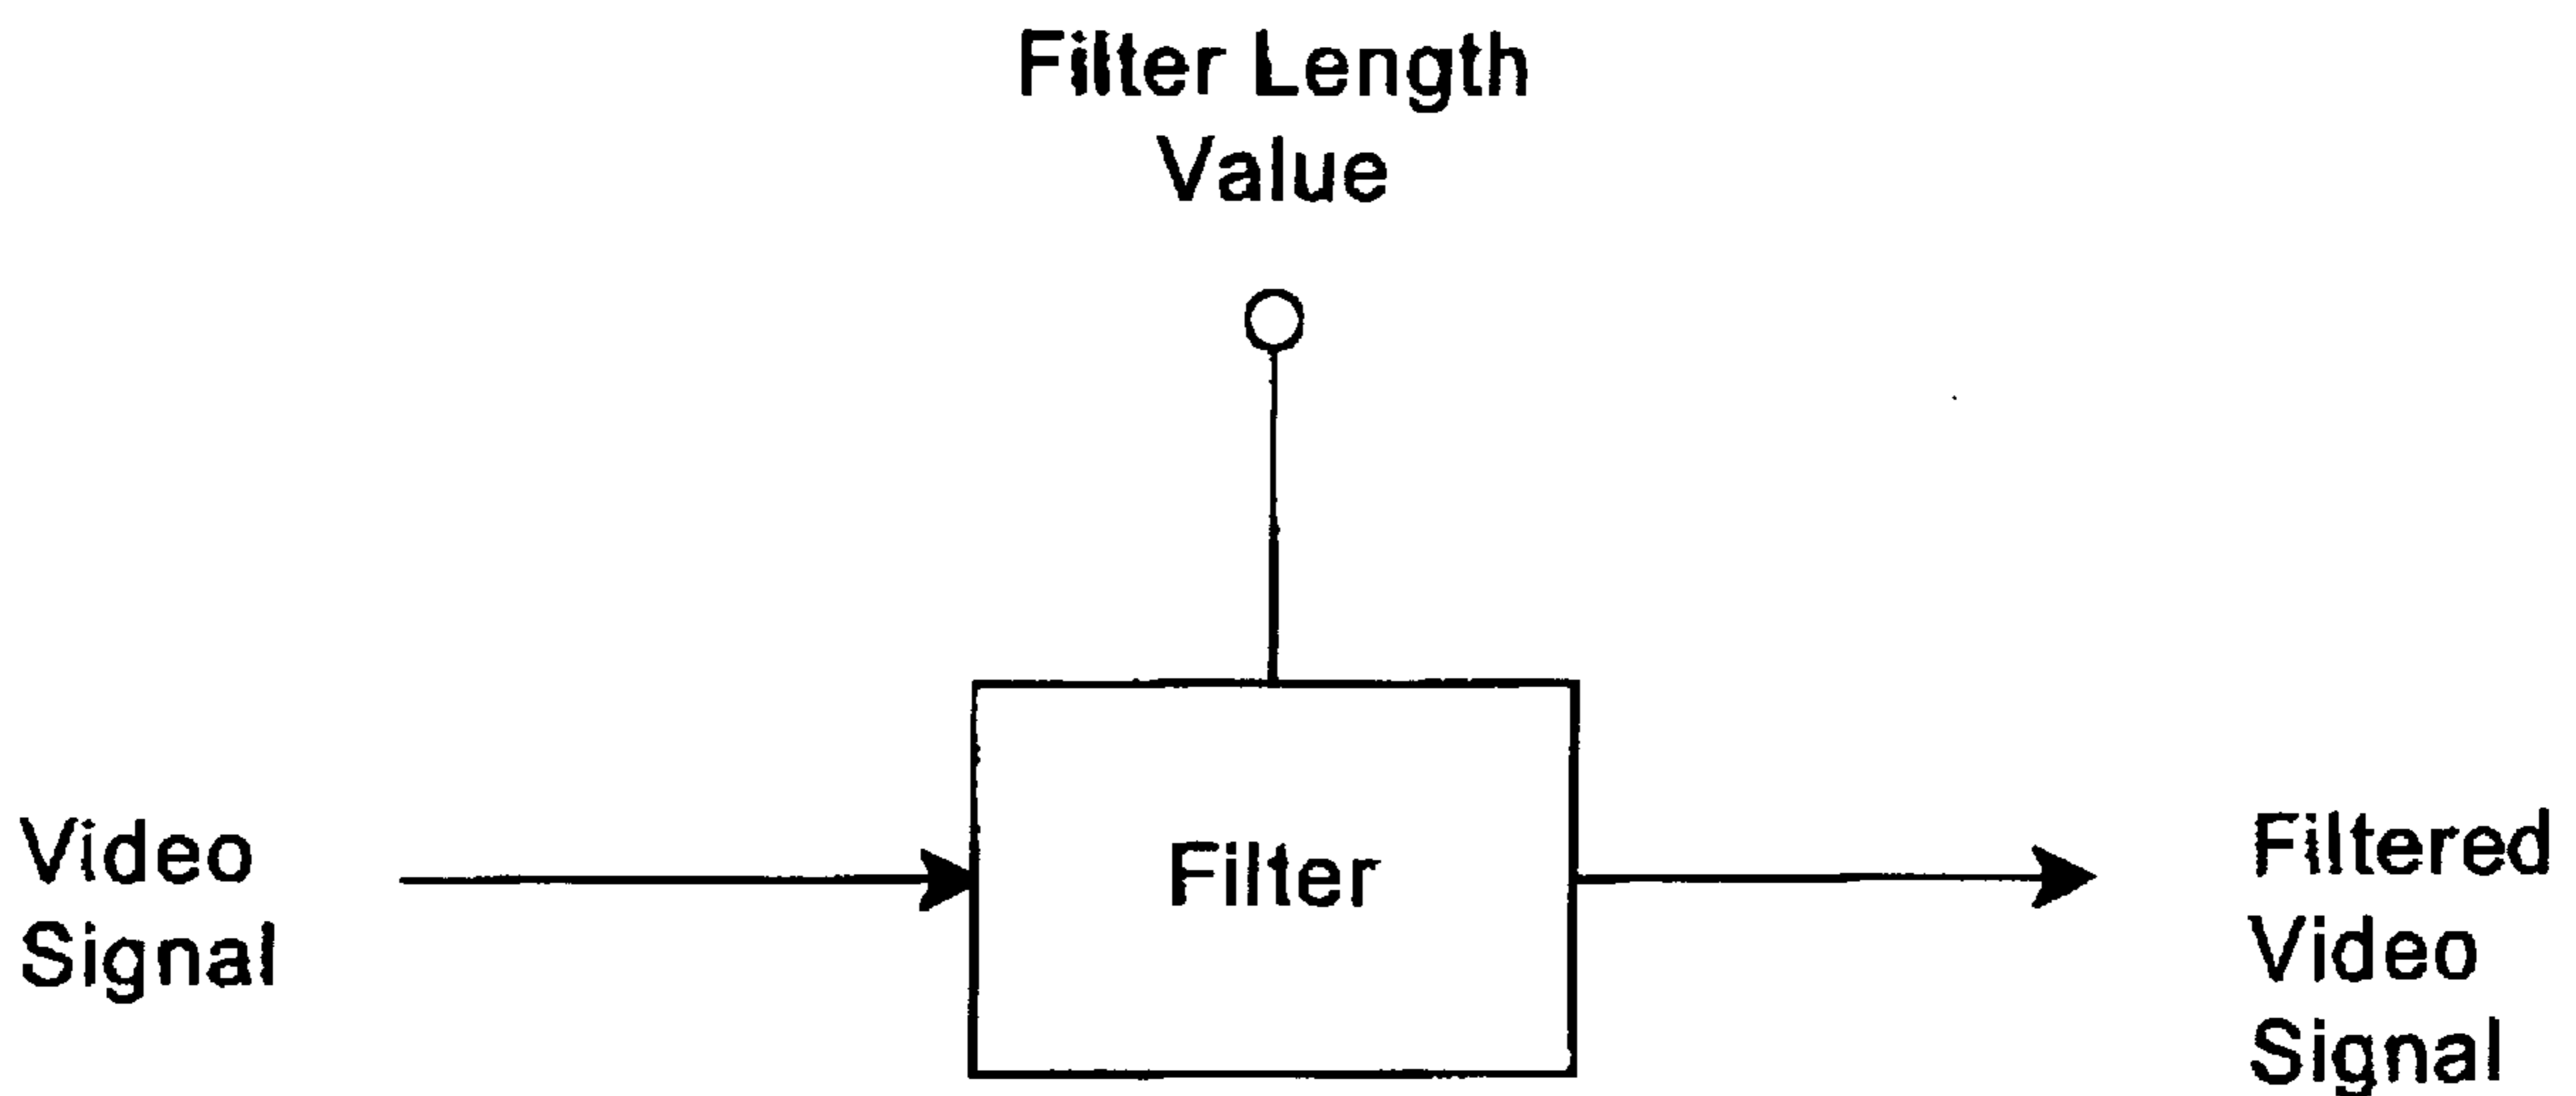 Filter Length
Value
Video
Signal
Filter
Filtered
Video
Signal